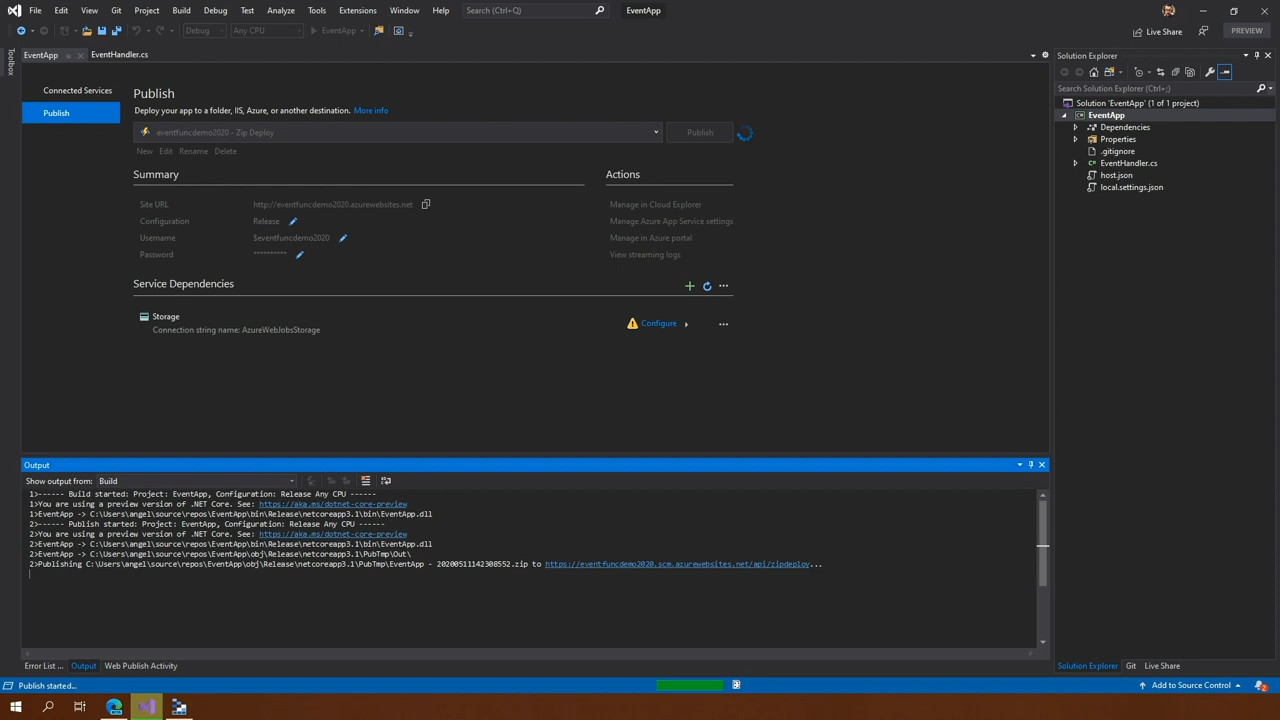 File Edit View Git Project Build Debug Test Analyze Tools Extensions Window Help Search (Ctrl+Q) EventApp
Debug Any CPU EventApp Live Share PREVIEW
Toolbox
EventApp EventHandler.cs
Connected Services
Publish
Publish
Deploy your app to a folder, IIS, Azure, or another destination. More info
eventfuncdemo2020 - Zip Deploy Publish
New Edit Rename Delete
Summary Actions
Site URL http://eventfuncdemo2020.azurewebsites.net Manage in Cloud Explorer
Configuration Release Manage Azure App Service settings
Username $eventfuncdemo2020 Manage in Azure portal
Password ********** View streaming logs
Service Dependencies
Storage
Connection string name: AzureWebJobsStorage
Configure
Solution Explorer
Search Solution Explorer (Ctrl+;)
Solution 'EventApp' (1 of 1 project)
EventApp
Dependencies
Properties
.gitignore
EventHandler.cs
host.json
local.settings.json
Output
Show output from: Build
1>------ Build started: Project: EventApp, Configuration: Release Any CPU ------
1>You are using a preview version of .NET Core. See: https://aka.ms/dotnet-core-preview
1>EventApp -> C:\Users\angel\source\repos\EventApp\bin\Release\netcoreapp3.1\bin\EventApp.dll
2>------ Publish started: Project: EventApp, Configuration: Release Any CPU ------
2>You are using a preview version of .NET Core. See: https://aka.ms/dotnet-core-preview
2>EventApp -> C:\Users\angel\source\repos\EventApp\bin\Release\netcoreapp3.1\bin\EventApp.dll
2>EventApp -> C:\Users\angel\source\repos\EventApp\obj\Release\netcoreapp3.1\PubTmp\Out\
2>Publishing C:\Users\angel\source\repos\EventApp\obj\Release\netcoreapp3.1\PubTmp\EventApp - 20200511142308552.zip to https://eventfuncdemo2020.scm.azurewebsites.net/api/zipdeploy...
Error List ... Output Web Publish Activity
Solution Explorer Git Live Share
Publish started... Add to Source Control 2